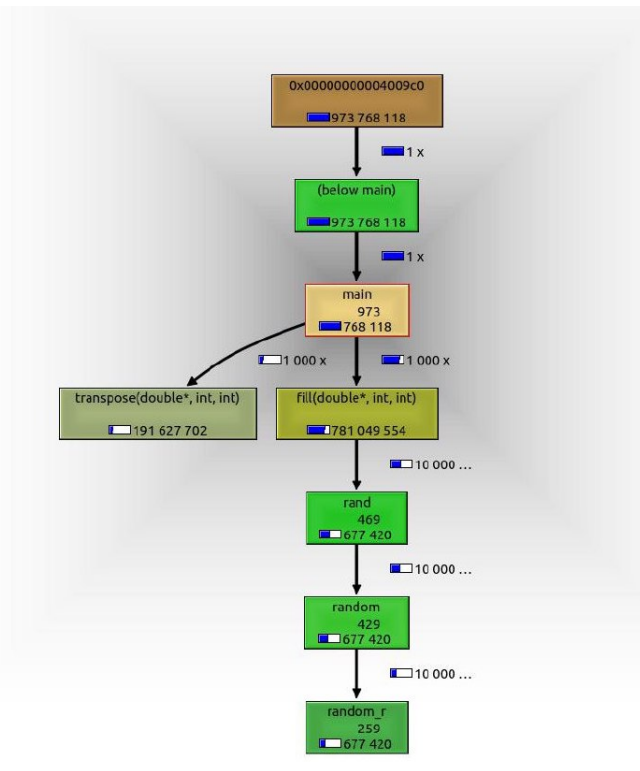 0x00000000004009c0
973 768 118
1 x
(below main)
973 768 118
1 x
main
973
768 118
1 000 x
1 000 x
transpose(double*, int, int)
191 627 702
fill(double*, int, int)
781 049 554
10 000 ...
rand
469
677 420
10 000 ...
random
429
677 420
10 000 ...
random_r
259
677 420